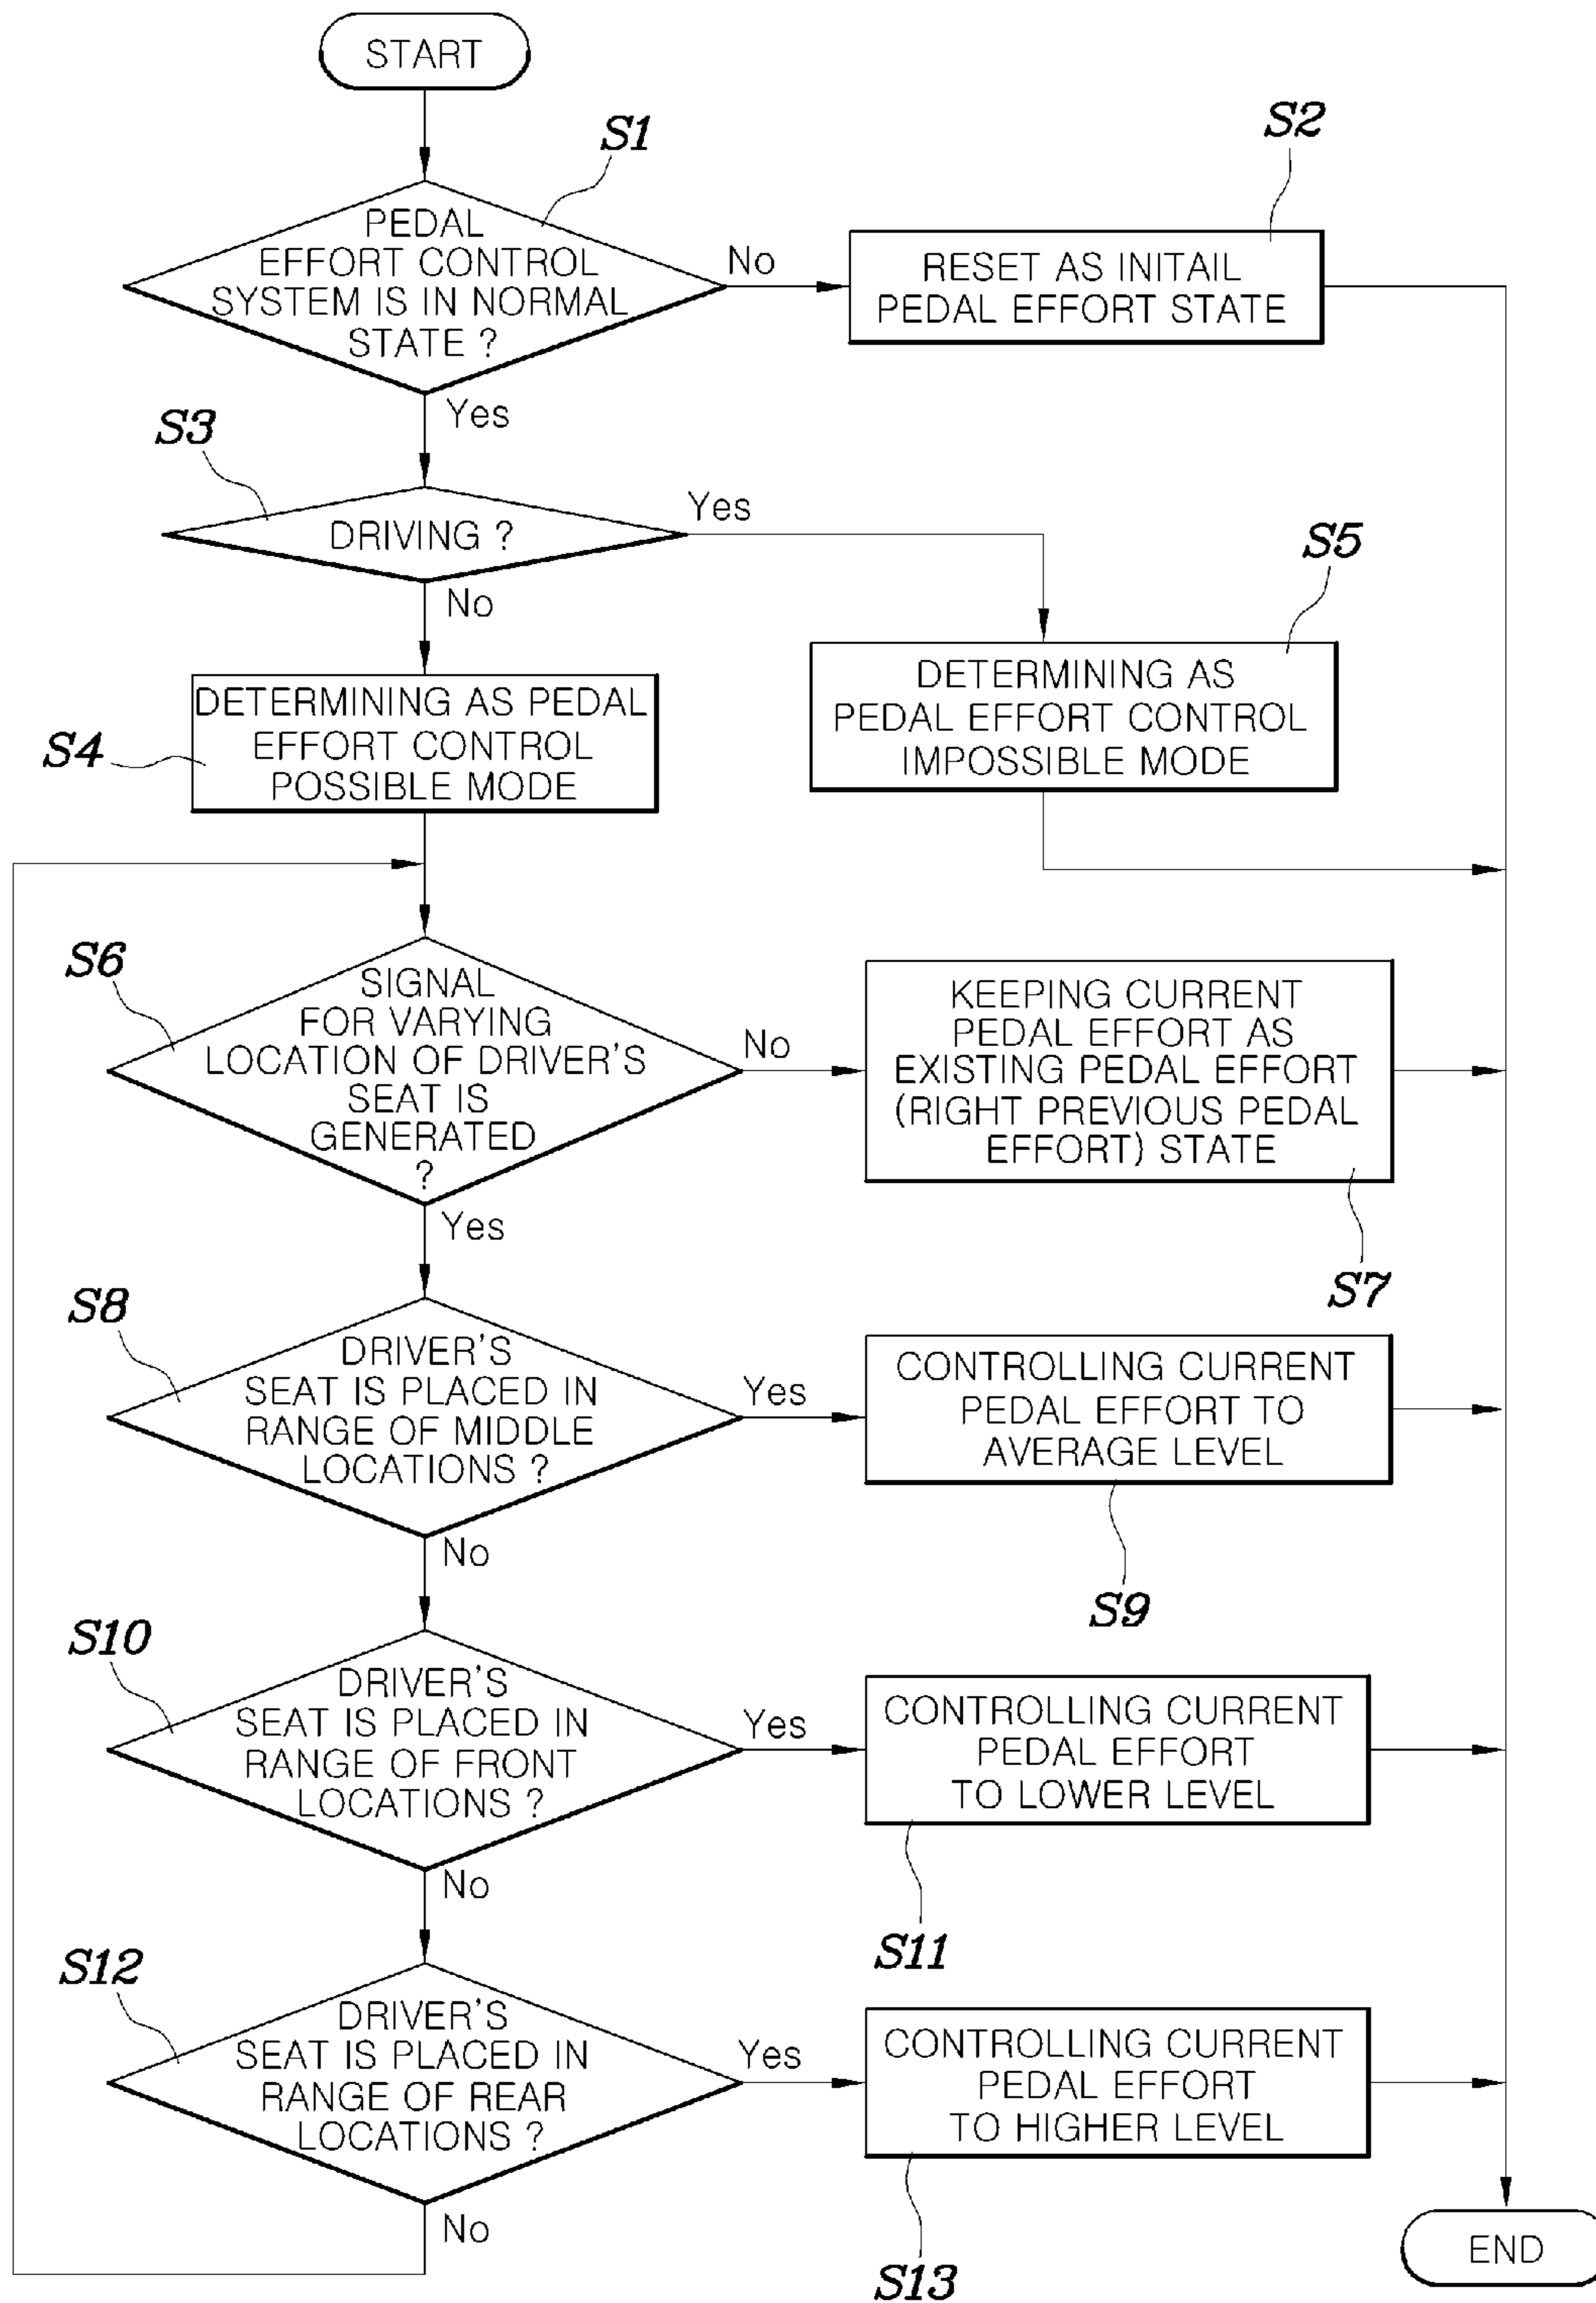 START
S1
PEDAL
EFFORT CONTROL
SYSTEM IS IN NORMAL
STATE ?
No
S2
RESET AS INITAIL
PEDAL EFFORT STATE
Yes
S3
DRIVING ?
Yes
No
S5
DETERMINING AS
PEDAL EFFORT CONTROL
IMPOSSIBLE MODE
S4
DETERMINING AS PEDAL
EFFORT CONTROL
POSSIBLE MODE
S6
SIGNAL
FOR VARYING
LOCATION OF DRIVER'S
SEAT IS
GENERATED
?
No
KEEPING CURRENT
PEDAL EFFORT AS
EXISTING PEDAL EFFORT
(RIGHT PREVIOUS PEDAL
EFFORT) STATE
S7
Yes
S8
DRIVER'S
SEAT IS PLACED IN
RANGE OF MIDDLE
LOCATIONS ?
Yes
CONTROLLING CURRENT
PEDAL EFFORT TO
AVERAGE LEVEL
S9
No
S10
DRIVER'S
SEAT IS PLACED IN
RANGE OF FRONT
LOCATIONS ?
Yes
CONTROLLING CURRENT
PEDAL EFFORT
TO LOWER LEVEL
S11
No
S12
DRIVER'S
SEAT IS PLACED IN
RANGE OF REAR
LOCATIONS ?
Yes
CONTROLLING CURRENT
PEDAL EFFORT
TO HIGHER LEVEL
S13
No
END